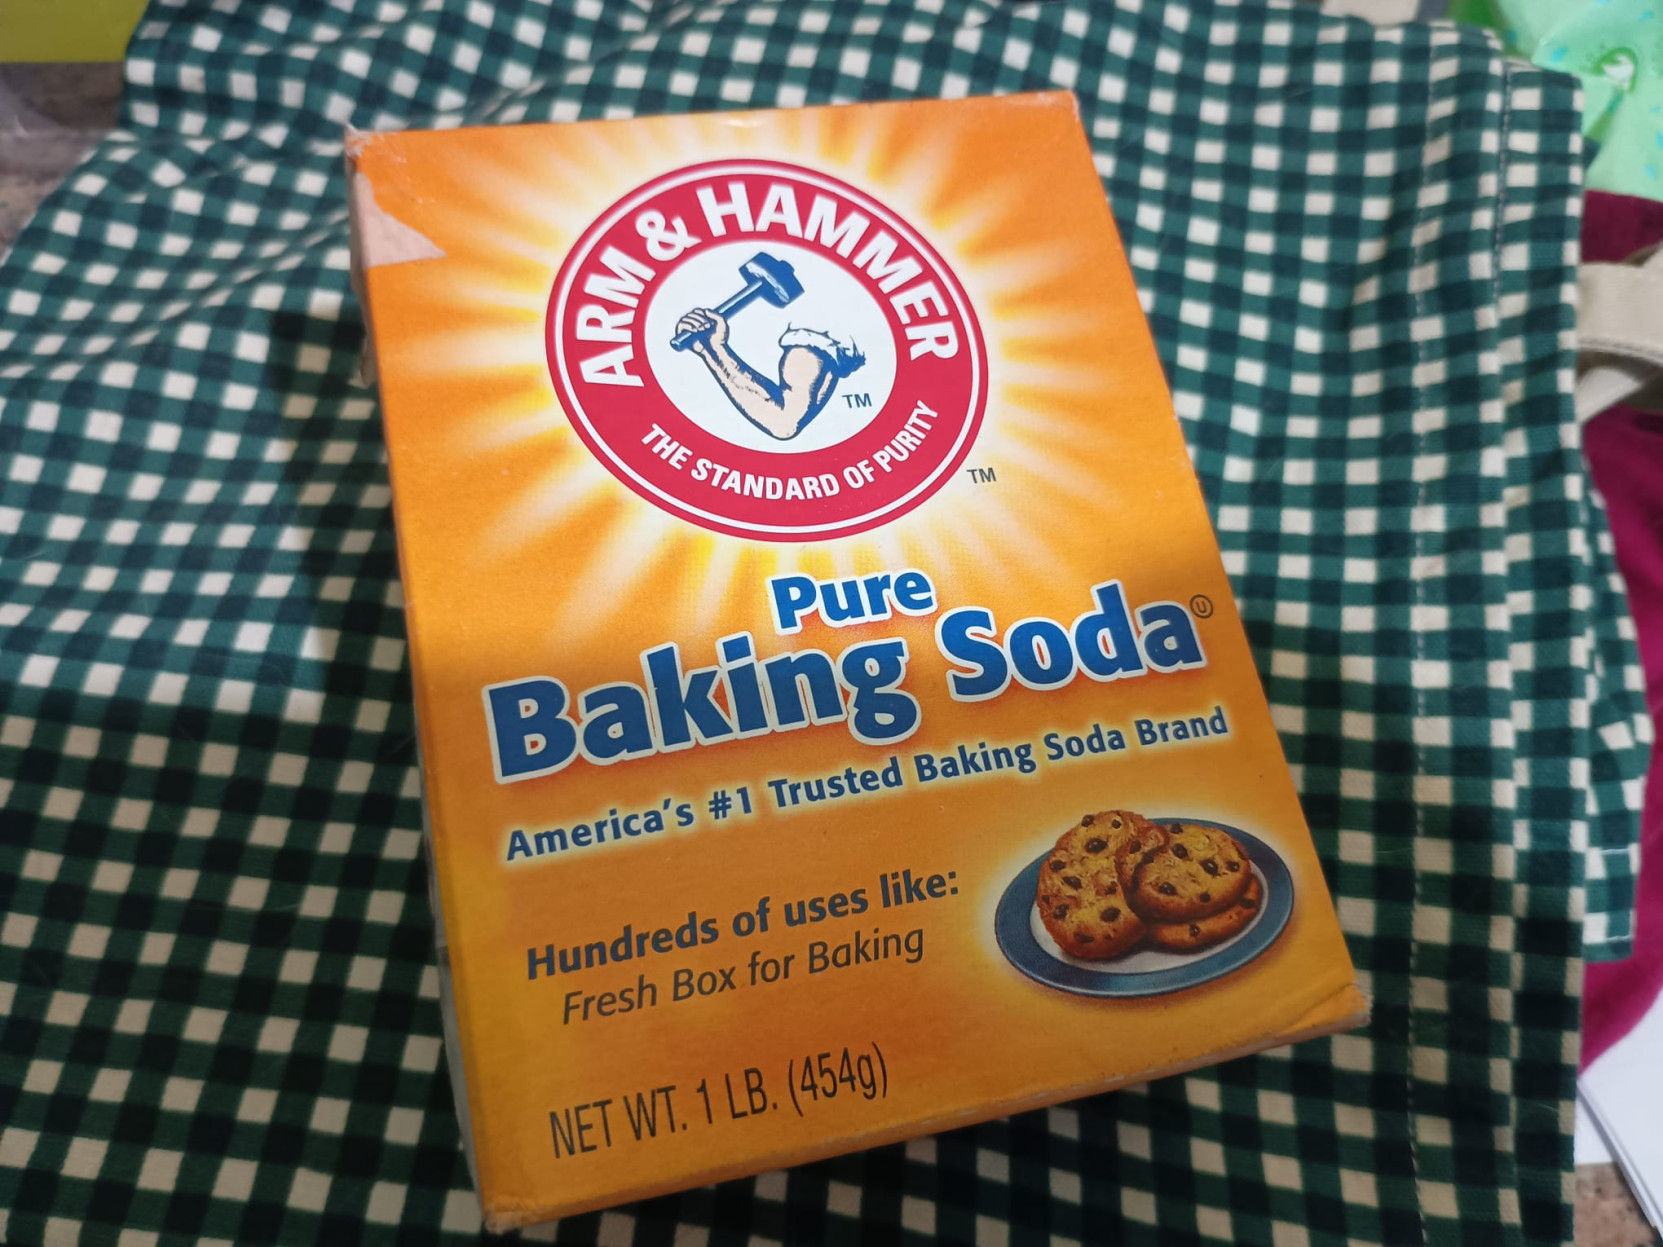 ARM & HAMMER
TM
THE STANDARD OF PURITY
TM
Pure
Baking Soda Ⓤ
America's #1 Trusted Baking Soda Brand
Hundreds of uses like:
Fresh Box for Baking
NET WT. 1 LB. (454g)